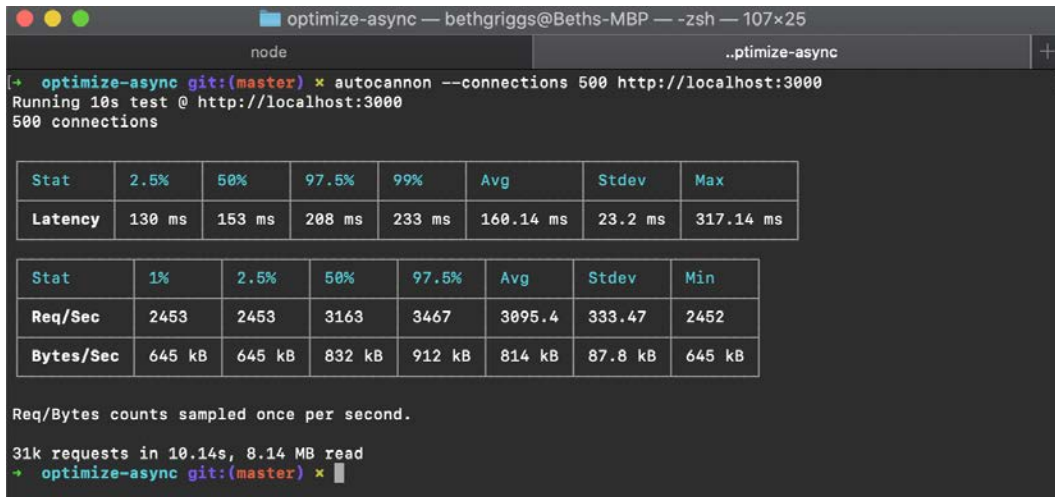 optimize-async — bethgriggs@Beths-MBP — -zsh — 107×25
node ..ptimize-async +
[→ optimize-async git:(master) × autocannon --connections 500 http://localhost:3000
Running 10s test @ http://localhost:3000
500 connections
Stat 2.5% 50% 97.5% 99% Avg Stdev Max
Latency 130 ms 153 ms 208 ms 233 ms 160.14 ms 23.2 ms 317.14 ms
Stat 1% 2.5% 50% 97.5% Avg Stdev Min
Req/Sec 2453 2453 3163 3467 3095.4 333.47 2452
Bytes/Sec 645 kB 645 kB 832 kB 912 kB 814 kB 87.8 kB 645 kB
Req/Bytes counts sampled once per second.
31k requests in 10.14s, 8.14 MB read
→ optimize-async git:(master) ×